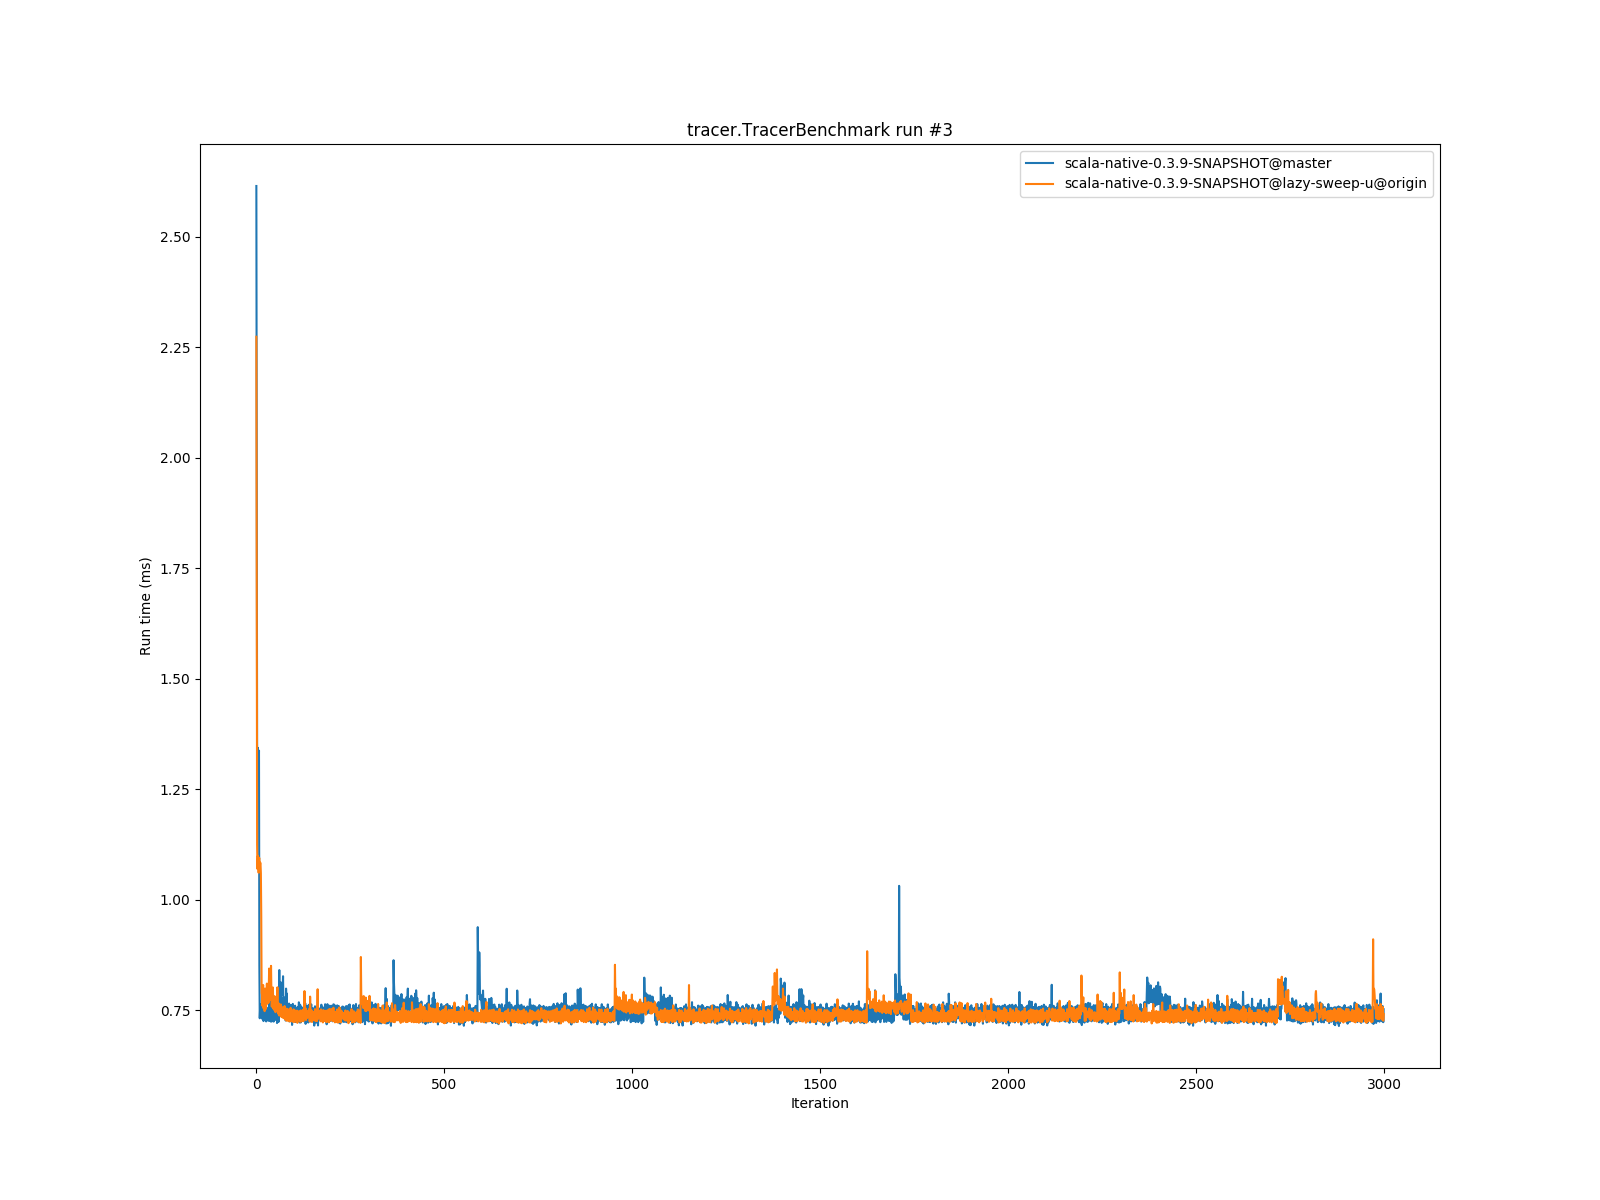 tracer.TracerBenchmark run #3
scala-native-0.3.9-SNAPSHOT@master
scala-native-0.3.9-SNAPSHOT@lazy-sweep-u@origin
2.50
2.25
2.00
1.75
1.50
1.25
1.00
0.75
Run time (ms)
0 500 1000 1500 2000 2500 3000
Iteration